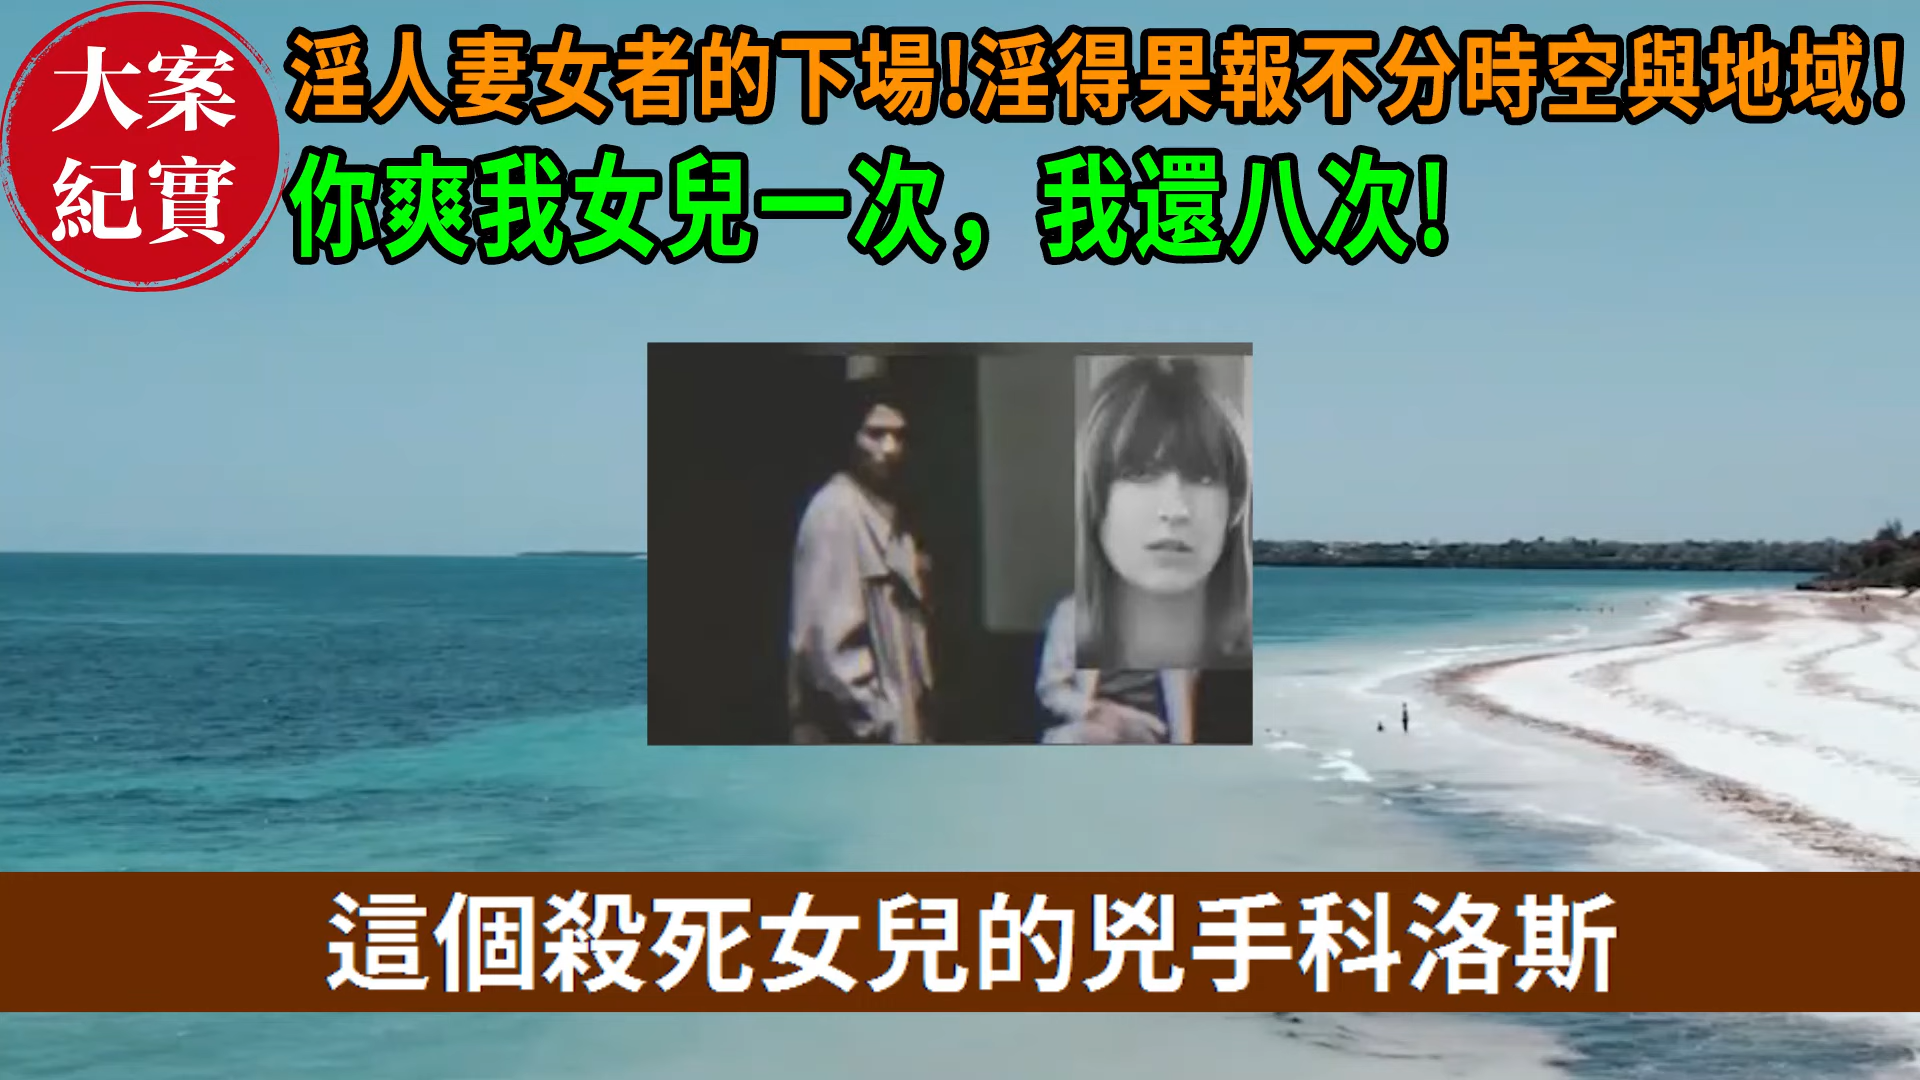 大案
紀實
淫人妻女者的下場!淫得果報不分時空與地域!
你爽我女兒一次，我還八次!
這個殺死女兒的兇手科洛斯